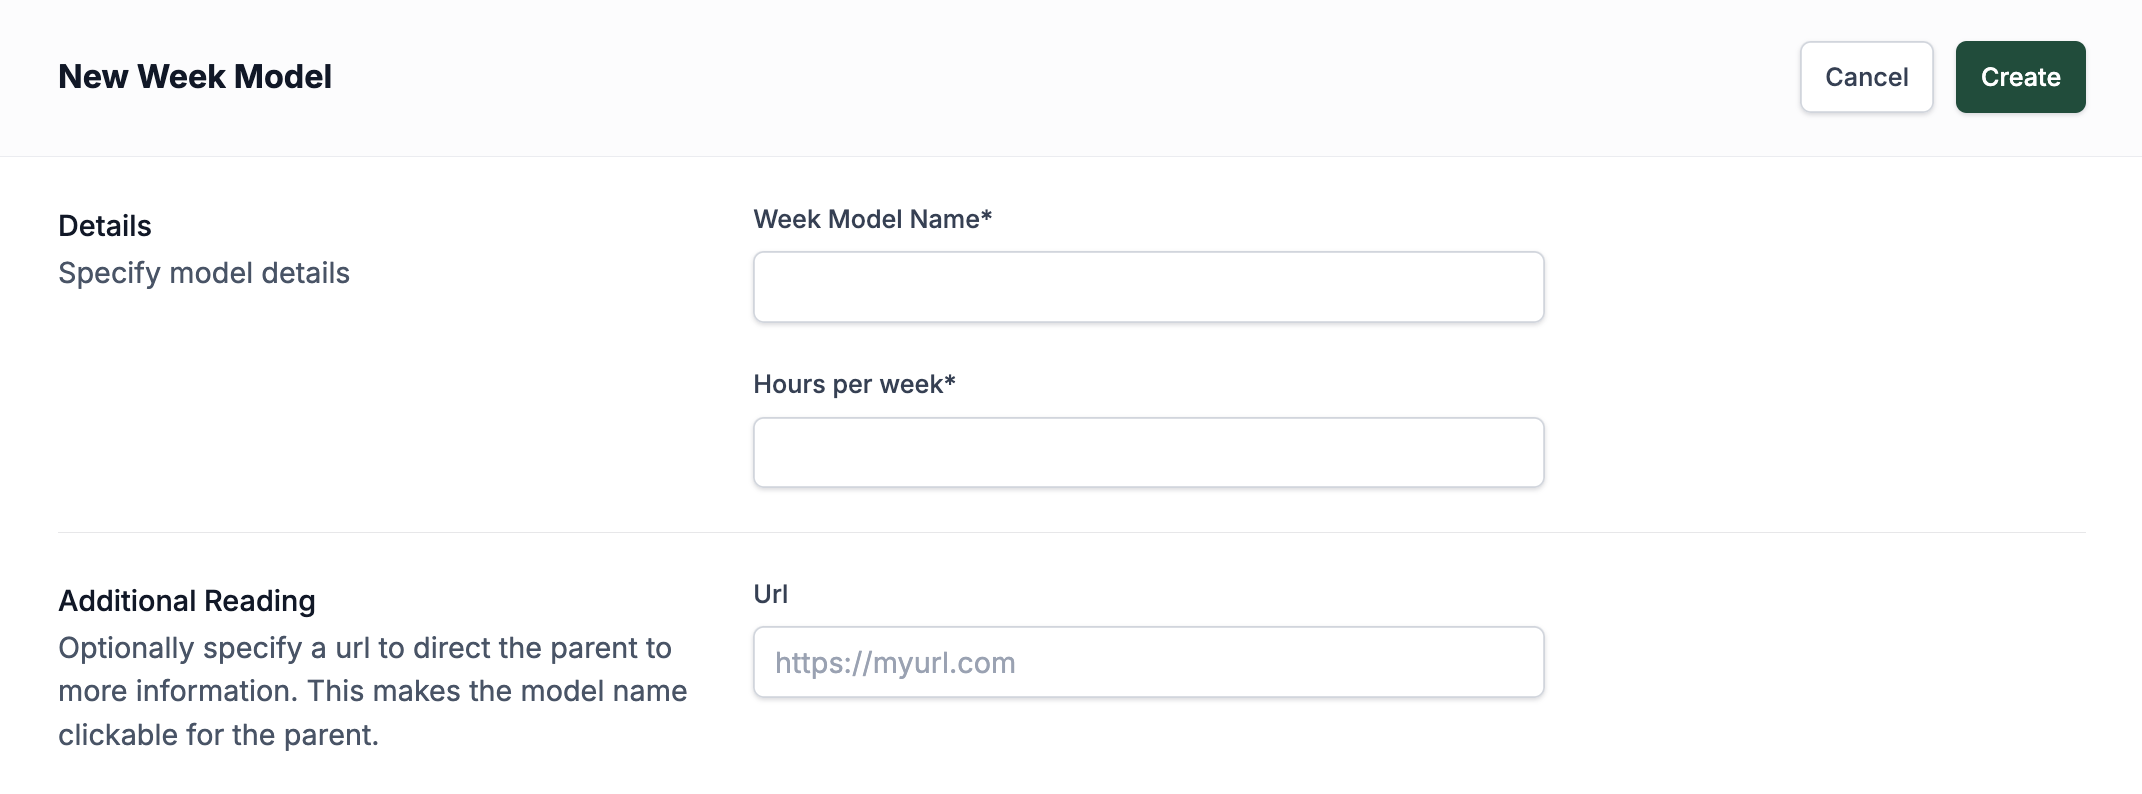 New Week Model
Cancel
Create
Details
Specify model details
Week Model Name*
Hours per week*
Additional Reading
Optionally specify a url to direct the parent to
more information. This makes the model name
clickable for the parent.
Url
https://myurl.com